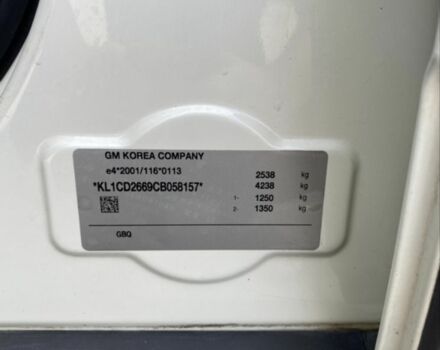 GM KOREA COMPANY
e4*2001/116*0113 2538 kg
*KL1CD2669CB058157* 4238 kg
1- 1250 kg
2- 1350 kg
GBQ